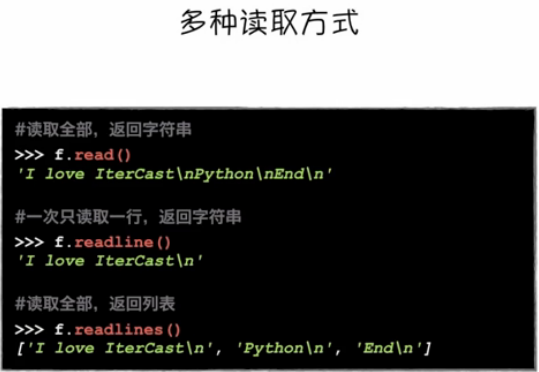 多种读取方式
#读取全部，返回字符串
>>> f.read()
'I love IterCast\nPython\nEnd\n'
#一次只读取一行，返回字符串
>>> f.readline()
'I love IterCast\n'
#读取全部，返回列表
>>> f.readlines()
['I love IterCast\n', 'Python\n', 'End\n']